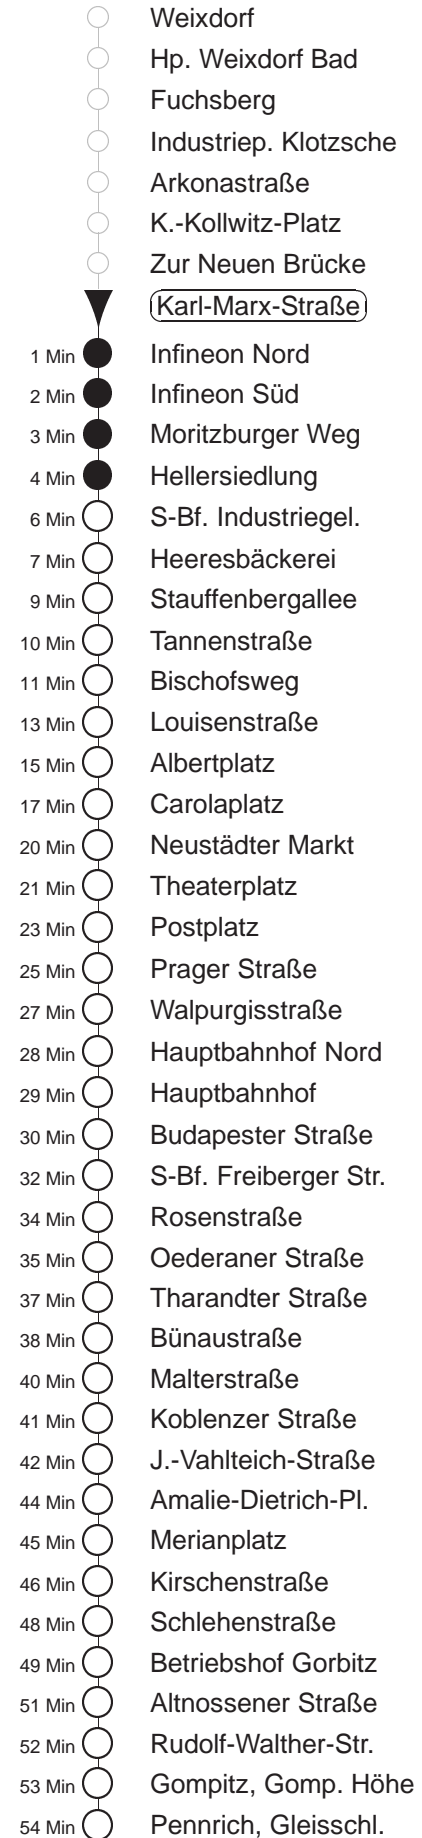 Weixdorf
Hp. Weixdorf Bad
Fuchsberg
Industriep. Klotzsche
Arkonastraße
K.-Kollwitz-Platz
Zur Neuen Brücke
Karl-Marx-Straße
1 Min Infineon Nord
2 Min Infineon Süd
3 Min Moritzburger Weg
4 Min Hellersiedlung
6 Min S-Bf. Industriegel.
7 Min Heeresbäckerei
9 Min Stauffenbergallee
10 Min Tannenstraße
11 Min Bischofsweg
13 Min Louisenstraße
15 Min Albertplatz
17 Min Carolaplatz
20 Min Neustädter Markt
21 Min Theaterplatz
23 Min Postplatz
25 Min Prager Straße
27 Min Walpurgisstraße
28 Min Hauptbahnhof Nord
29 Min Hauptbahnhof
30 Min Budapester Straße
32 Min S-Bf. Freiberger Str.
34 Min Rosenstraße
35 Min Oederaner Straße
37 Min Tharandter Straße
38 Min Bünaustraße
40 Min Malterstraße
41 Min Koblenzer Straße
42 Min J.-Vahlteich-Straße
44 Min Amalie-Dietrich-Pl.
45 Min Merianplatz
46 Min Kirschenstraße
48 Min Schlehenstraße
49 Min Betriebshof Gorbitz
51 Min Altnossener Straße
52 Min Rudolf-Walther-Str.
53 Min Gompitz, Gomp. Höhe
54 Min Pennrich, Gleisschl.